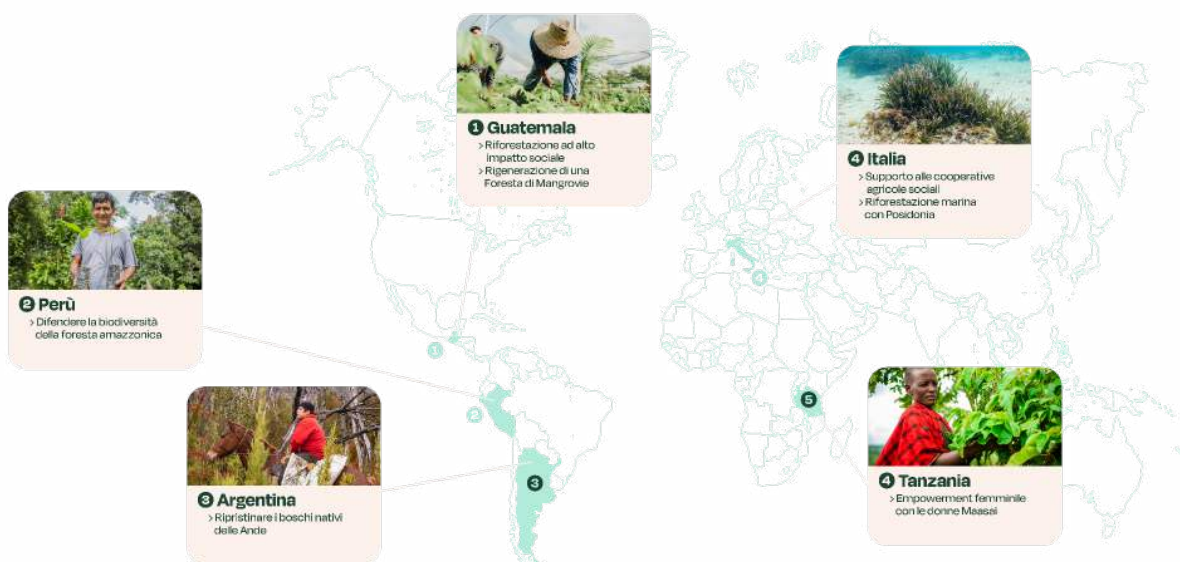 1 Guatemala
> Riforestazione ad alto
impatto sociale
> Rigenerazione di una
Foresta di Mangrovie
4 Italia
> Supporto alle cooperative
agricole sociali
> Riforestazione marina
con Posidonia
2 Perù
> Difendere la biodiversità
della foresta amazzonica
3 Argentina
> Ripristinare i boschi nativi
delle Ande
4 Tanzania
> Empowerment femminile
con le donne Maasai
1
2
3
4
5